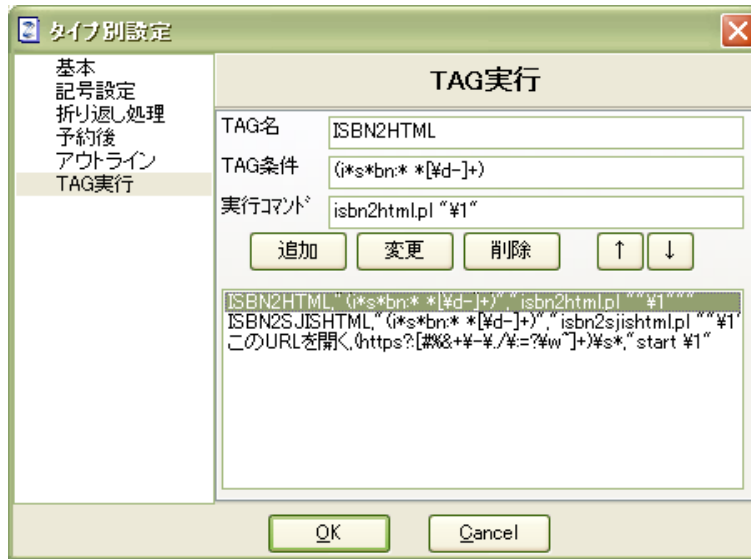 タイプ別設定
基本
記号設定
折り返し処理
予約後
アウトライン
TAG実行
TAG実行
TAG名 ISBN2HTML
TAG条件 (i*s*bn:* *[¥d-]+)
実行コマンド isbn2html.pl "¥1"
追加 変更 削除 ↑ ↓
ISBN2HTML,"(i*s*bn:* *[¥d-]+)","isbn2html.pl ""¥1"""
ISBN2SJISHTML,"(i*s*bn:* *[¥d-]+)","isbn2sjishtml.pl ""¥1"
このURLを開く,(https?:[#%&+¥-¥./¥:=?¥w~]+)¥s*,"start ¥1"
OK Cancel